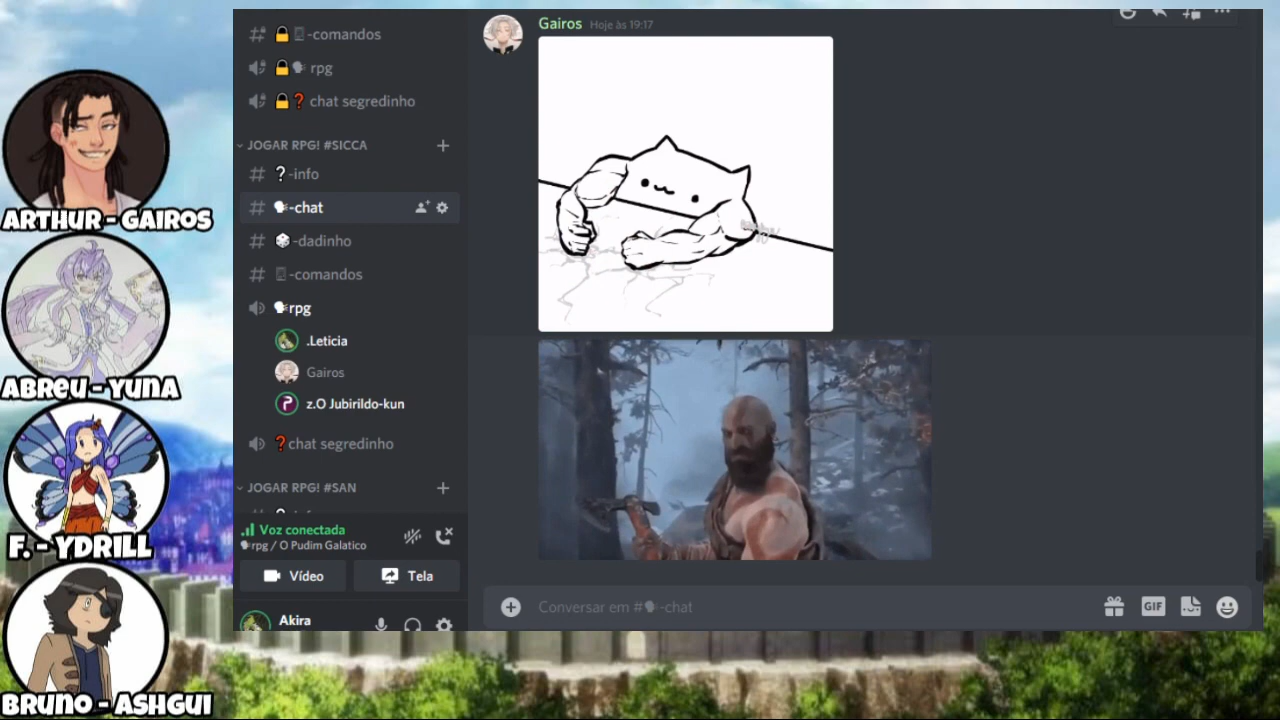 ARTHUR - GAIROS
ABREU - YUNA
F. - YDRILL
BRUNO - ASHGUI
-comandos
rpg
chat segredinho
JOGAR RPG! #SICCA
-info
-chat
-dadinho
-comandos
rpg
.Leticia
Gairos
z.O Jubirildo-kun
chat segredinho
JOGAR RPG! #SAN
Voz conectada
rpg / O Pudim Galatico
Vídeo
Tela
Akira
Gairos Hoje às 19:17
Conversar em #🗣-chat
GIF